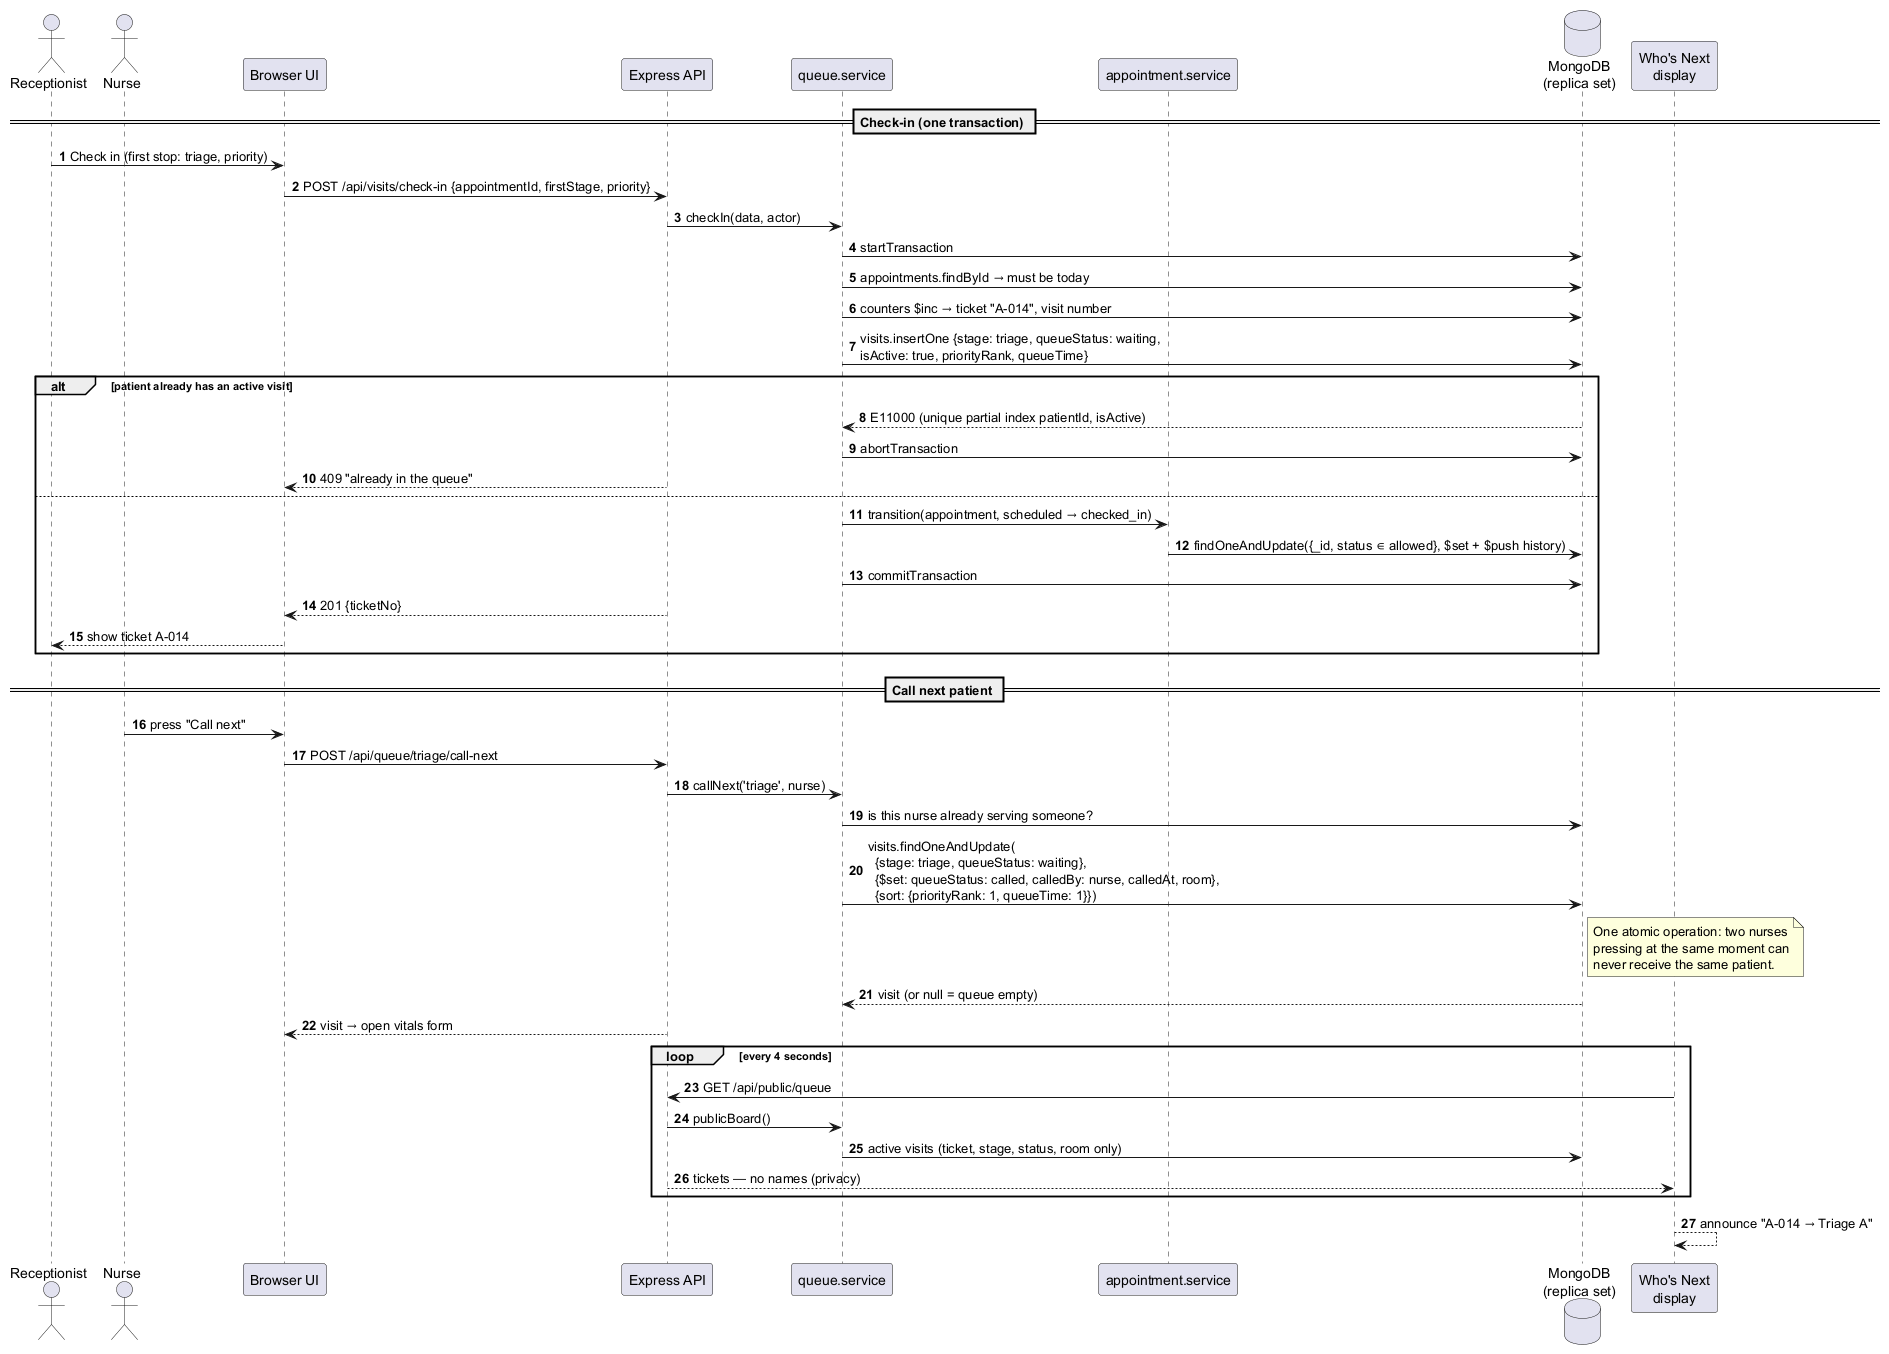 Receptionist
Nurse
Browser UI
Express API
queue.service
appointment.service
MongoDB
(replica set)
Who's Next
display
Check-in (one transaction)
1 Check in (first stop: triage, priority)
2 POST /api/visits/check-in {appointmentId, firstStage, priority}
3 checkIn(data, actor)
4 startTransaction
5 appointments.findById → must be today
6 counters $inc → ticket "A-014", visit number
7 visits.insertOne {stage: triage, queueStatus: waiting,
isActive: true, priorityRank, queueTime}
alt [patient already has an active visit]
8 E11000 (unique partial index patientId, isActive)
9 abortTransaction
10 409 "already in the queue"
11 transition(appointment, scheduled → checked_in)
12 findOneAndUpdate({_id, status ∈ allowed}, $set + $push history)
13 commitTransaction
14 201 {ticketNo}
15 show ticket A-014
Call next patient
16 press "Call next"
17 POST /api/queue/triage/call-next
18 callNext('triage', nurse)
19 is this nurse already serving someone?
20 visits.findOneAndUpdate(
{stage: triage, queueStatus: waiting},
{$set: queueStatus: called, calledBy: nurse, calledAt, room},
{sort: {priorityRank: 1, queueTime: 1}})
One atomic operation: two nurses
pressing at the same moment can
never receive the same patient.
21 visit (or null = queue empty)
22 visit → open vitals form
loop [every 4 seconds]
23 GET /api/public/queue
24 publicBoard()
25 active visits (ticket, stage, status, room only)
26 tickets — no names (privacy)
27 announce "A-014 → Triage A"
Receptionist
Nurse
Browser UI
Express API
queue.service
appointment.service
MongoDB
(replica set)
Who's Next
display